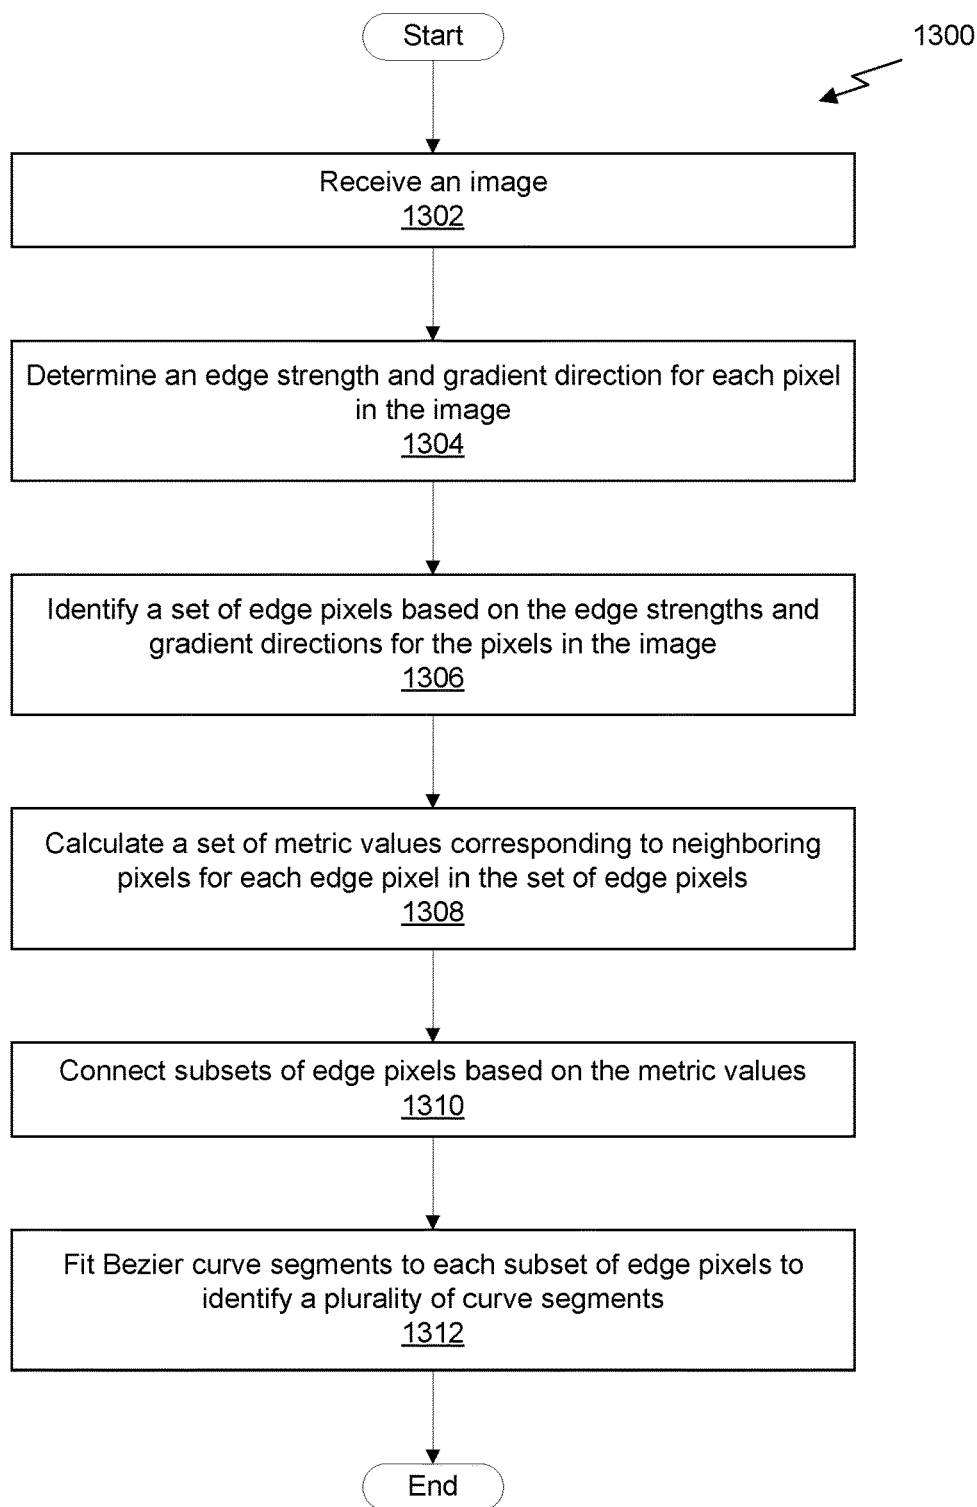 Start
1300
Receive an image
1302
Determine an edge strength and gradient direction for each pixel
in the image
1304
Identify a set of edge pixels based on the edge strengths and
gradient directions for the pixels in the image
1306
Calculate a set of metric values corresponding to neighboring
pixels for each edge pixel in the set of edge pixels
1308
Connect subsets of edge pixels based on the metric values
1310
Fit Bezier curve segments to each subset of edge pixels to
identify a plurality of curve segments
1312
End